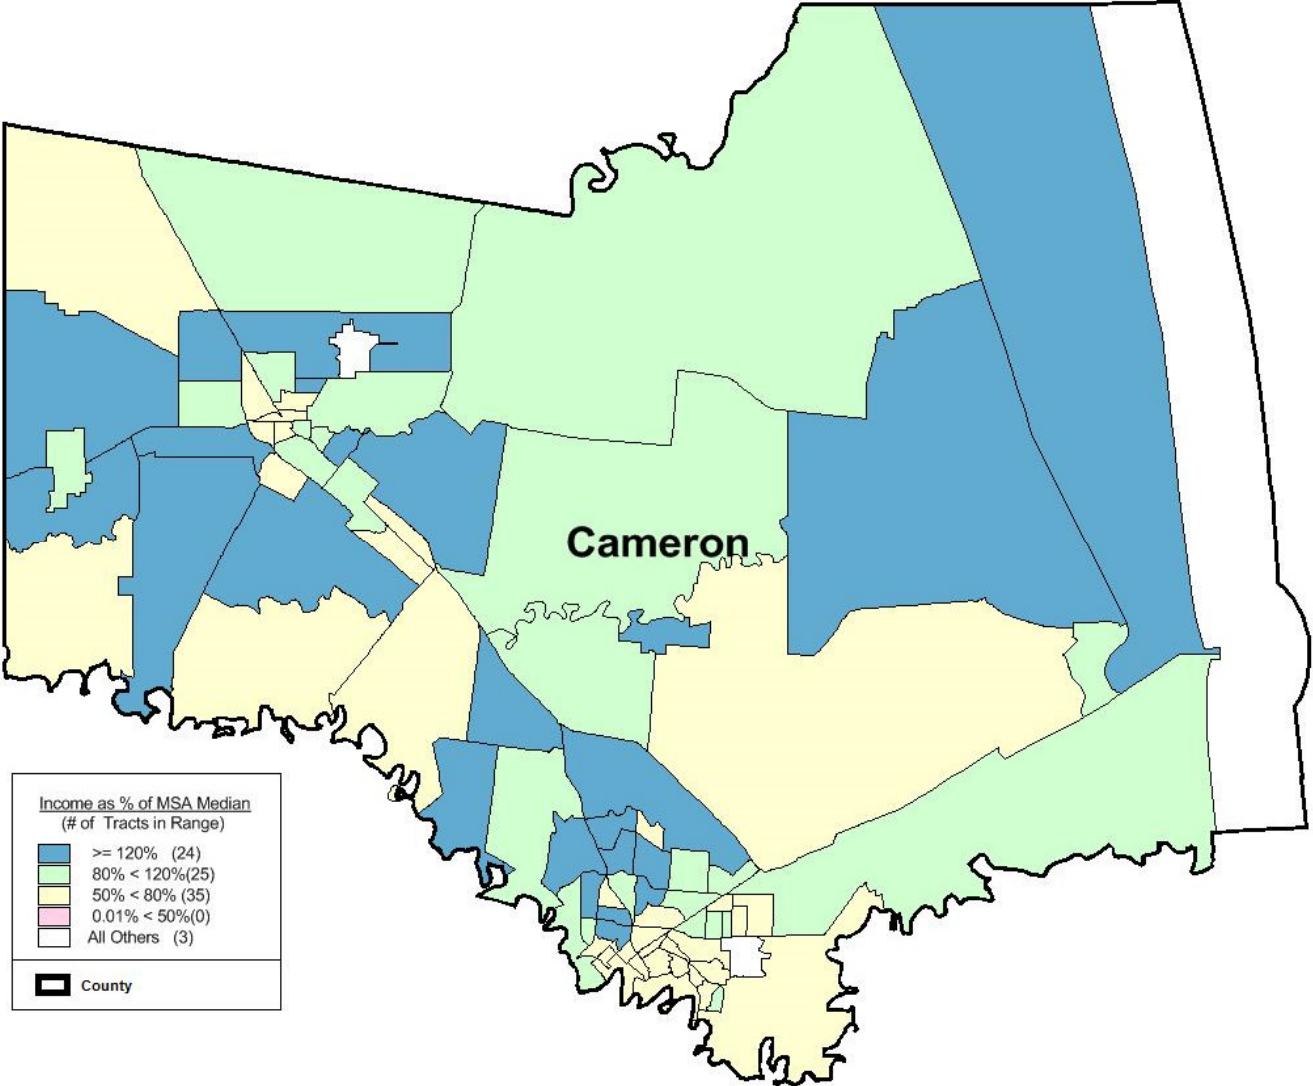 Cameron
Income as % of MSA Median
(# of Tracts in Range)
>= 120% (24)
80% < 120%(25)
50% < 80% (35)
0.01% < 50%(0)
All Others (3)
County